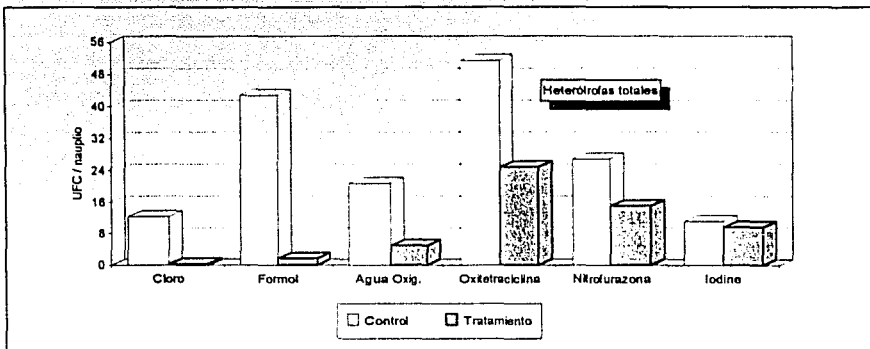 56
48
40
32
24
16
8
0
UFC / nauplio
Heterótrofas totales
Cloro Formol Agua Oxig. Oxitetraciclina Nitrofurazona Iodine
Control Tratamiento